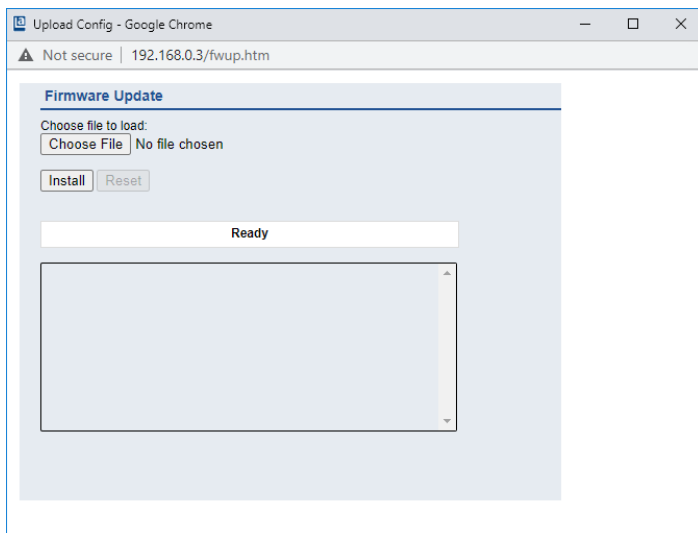 Upload Config - Google Chrome
Not secure | 192.168.0.3/fwup.htm
Firmware Update
Choose file to load:
Choose File No file chosen
Install Reset
Ready